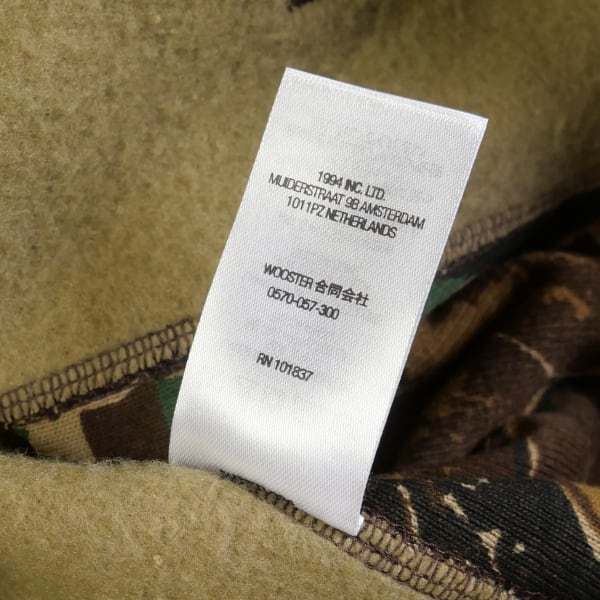 1994 INC. LTD.
MUIDERSTRAAT 9B AMSTERDAM
1011PZ NETHERLANDS
WOOSTER 合同会社
0570-057-300
RN 101837